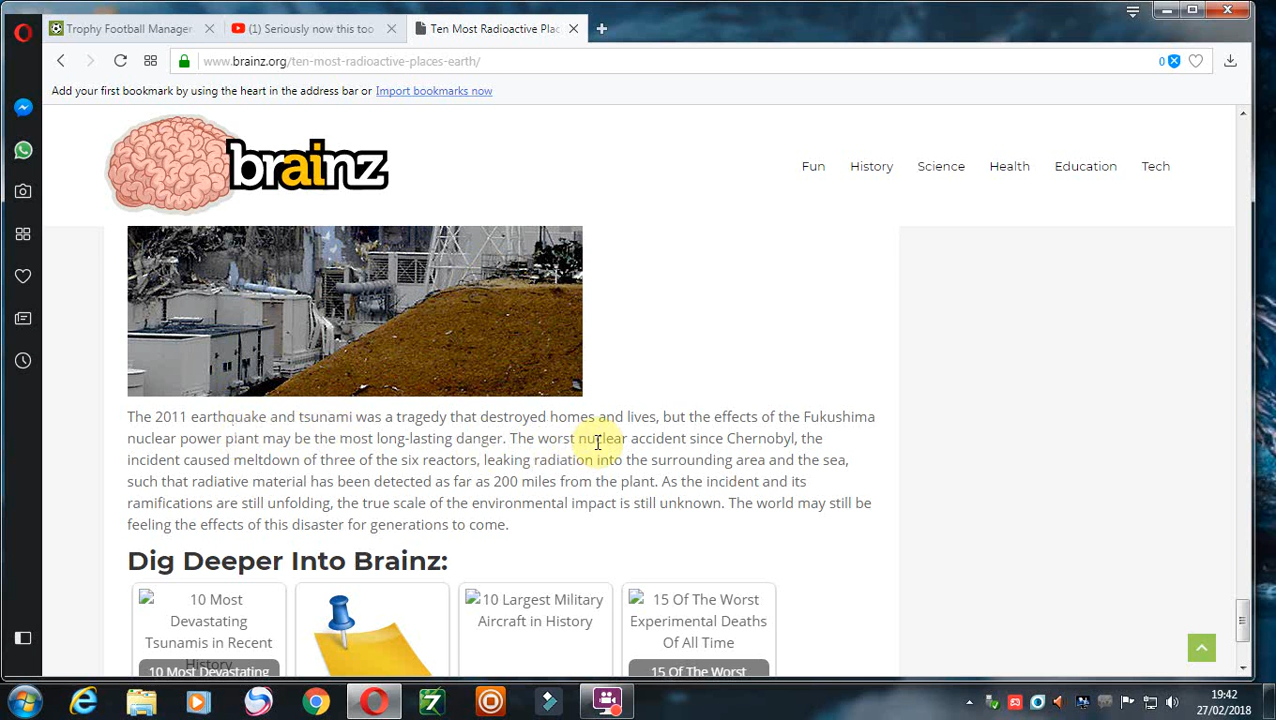 Trophy Football Manager
(1) Seriously now this too
Ten Most Radioactive Plac
www.brainz.org/ten-most-radioactive-places-earth/
0
Add your first bookmark by using the heart in the address bar or Import bookmarks now
brainz
Fun History Science Health Education Tech
The 2011 earthquake and tsunami was a tragedy that destroyed homes and lives, but the effects of the Fukushima
nuclear power piant may be the most long-lasting danger. The worst nuclear accident since Chernobyl, the
incident caused meltdown of three of the six reactors, leaking radiation into the surrounding area and the sea,
such that radiative material has been detected as far as 200 miles from the plant. As the incident and its
ramifications are still unfolding, the true scale of the environmental impact is still unknown. The world may still be
feeling the effects of this disaster for generations to come.
Dig Deeper Into Brainz:
10 Most
Devastating
Tsunamis in Recent
History
10 Most Devastating
10 Largest Military
Aircraft in History
15 Of The Worst
Experimental Deaths
Of All Time
15 Of The Worst
19:42
27/02/2018